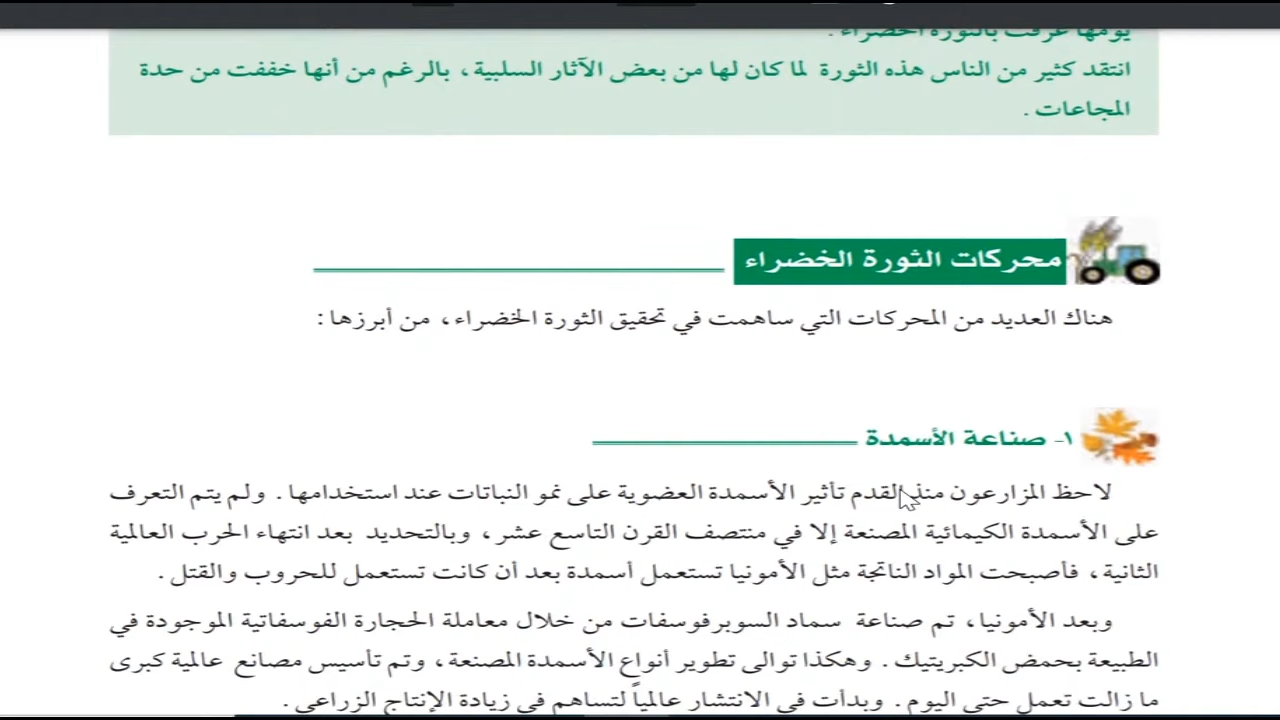 يومها عرفت بالثورة الخضراء .
انتقد كثير من الناس هذه الثورة لما كان لها من بعض الآثار السلبية ، بالرغم من أنها خففت من حدة
المجاعات .
محركات الثورة الخضراء
هناك العديد من المحركات التي ساهمت في تحقيق الثورة الخضراء ، من أبرزها :
١- صناعة الأسمدة
لاحظ المزارعون منذ القدم تأثير الأسمدة العضوية على نمو النباتات عند استخدامها . ولم يتم التعرف
على الأسمدة الكيمائية المصنعة إلا في منتصف القرن التاسع عشر ، وبالتحديد بعد انتهاء الحرب العالمية
الثانية ، فأصبحت المواد الناتجة مثل الأمونيا تستعمل أسمدة بعد أن كانت تستعمل للحروب والقتل .
وبعد الأمونيا ، تم صناعة سماد السوبرفوسفات من خلال معاملة الحجارة الفوسفاتية الموجودة في
الطبيعة بحمض الكبريتيك . وهكذا توالى تطوير أنواع الأسمدة المصنعة ، وتم تأسيس مصانع عالمية كبرى
ما زالت تعمل حتى اليوم . وبدأت في الانتشار عالمياً لتساهم في زيادة الإنتاج الزراعي .